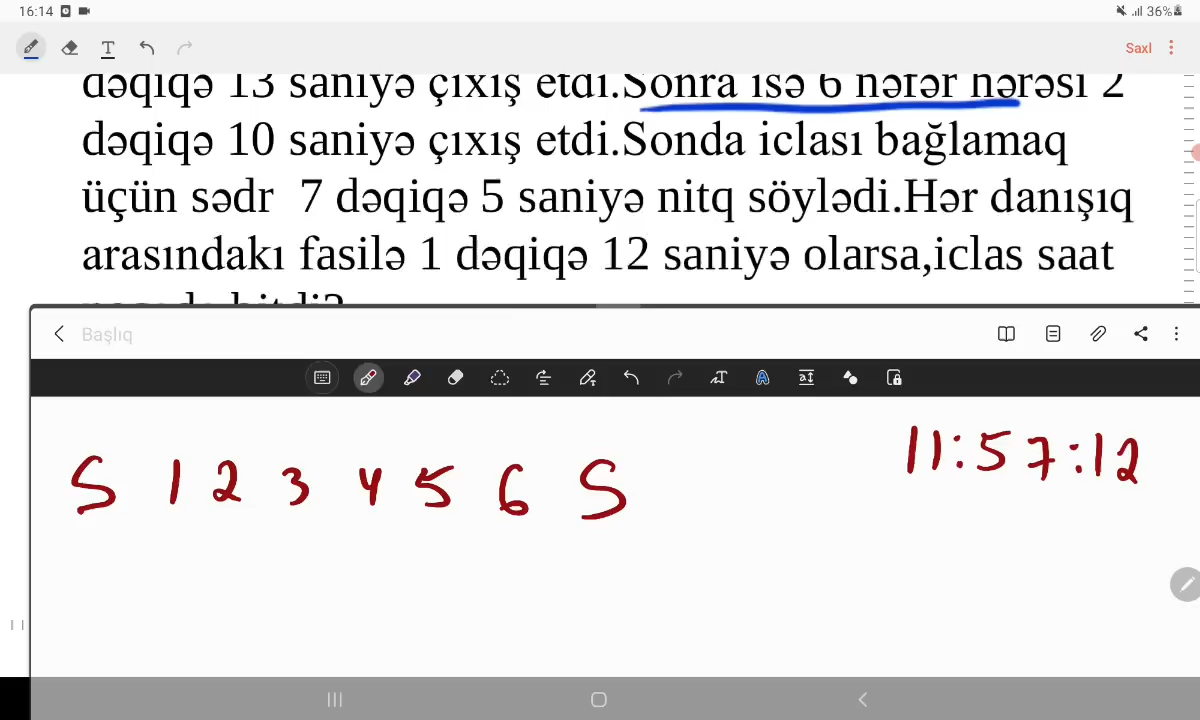 16:14
36%
Saxl
dəqiqə 13 saniyə çıxış etdi.Sonra isə 6 nəfər hərəsi 2
dəqiqə 10 saniyə çıxış etdi.Sonda iclası bağlamaq
üçün sədr 7 dəqiqə 5 saniyə nitq söylədi.Hər danışıq
arasındakı fasilə 1 dəqiqə 12 saniyə olarsa,iclas saat
bitdi?
Başlıq
S 1 2 3 4 5 6 S
11:57:12